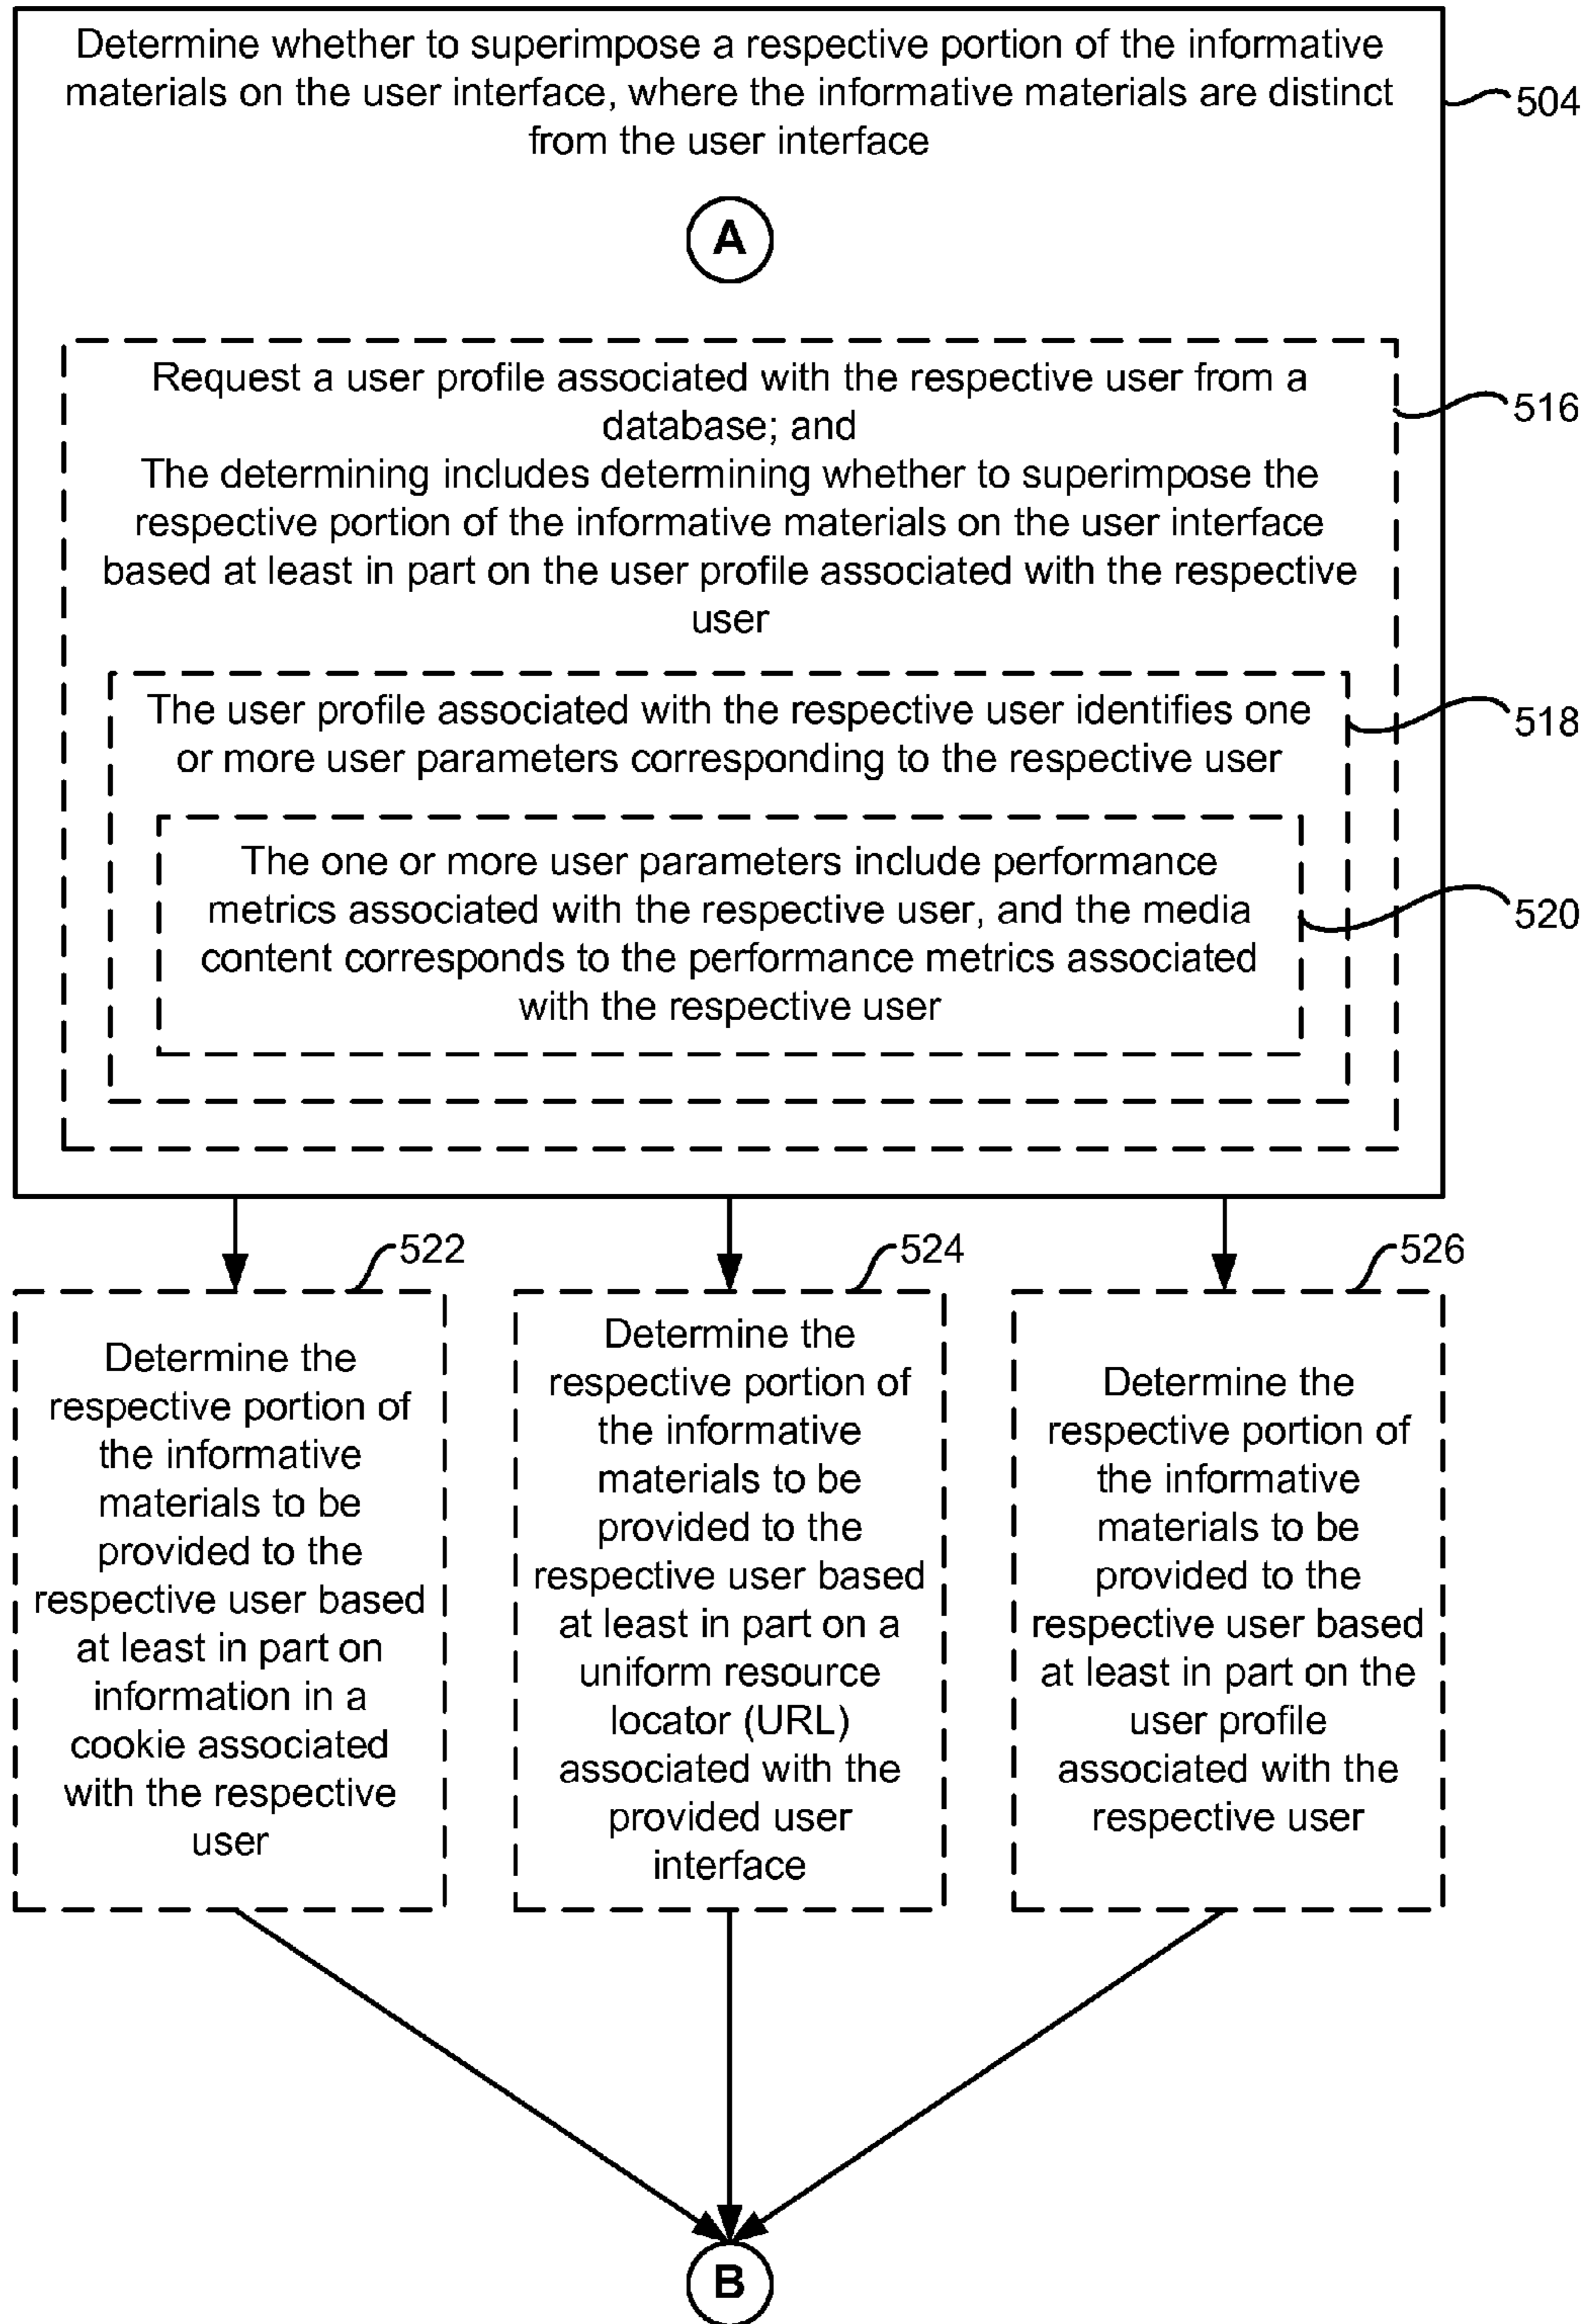 Determine whether to superimpose a respective portion of the informative
materials on the user interface, where the informative materials are distinct
from the user interface
504
A
Request a user profile associated with the respective user from a
database; and
The determining includes determining whether to superimpose the
respective portion of the informative materials on the user interface
based at least in part on the user profile associated with the respective
user
516
The user profile associated with the respective user identifies one
or more user parameters corresponding to the respective user
518
The one or more user parameters include performance
metrics associated with the respective user, and the media
content corresponds to the performance metrics associated
with the respective user
520
522
Determine the
respective portion of
the informative
materials to be
provided to the
respective user based
at least in part on
information in a
cookie associated
with the respective
user
524
Determine the
respective portion of
the informative
materials to be
provided to the
respective user based
at least in part on a
uniform resource
locator (URL)
associated with the
provided user
interface
526
Determine the
respective portion of
the informative
materials to be
provided to the
respective user based
at least in part on the
user profile
associated with the
respective user
B